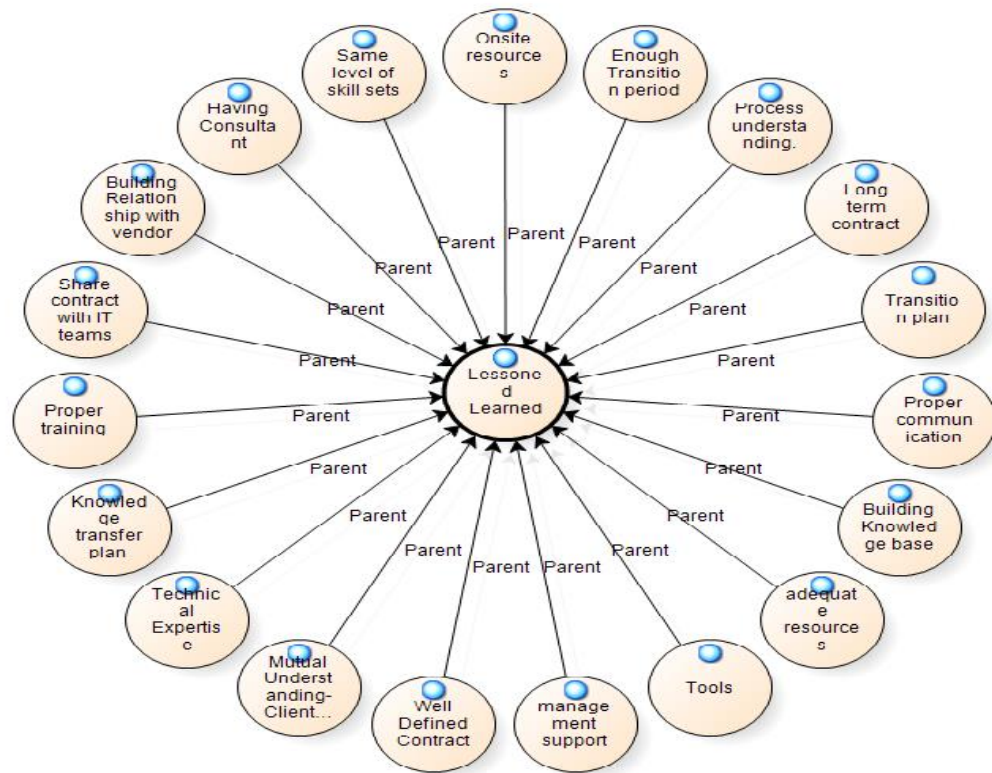 Onsite
resource
s
Same
level of
skill sets
Enough
Transitio
n period
Having
Consulta
nt
Process
understa
nding.
Building
Relation
ship with
vendor
Long
term
contract
Parent
Parent
Parent
Parent
Parent
Share
contract
with IT
teams
Transitio
n plan
Parent
Parent
Parent
Parent
Lessone
d
Learned
Proper
training
Proper
commun
ication
Parent
Parent
Parent
Parent
Knowled
ge
transfer
plan
Building
Knowled
ge base
Parent
Parent
Parent
Parent
Parent
Parent
Technic
al
Expertis
e
adequat
e
resource
s
Mutual
Underst
anding-
Client...
Tools
Well
Defined
Contract
manage
ment
support